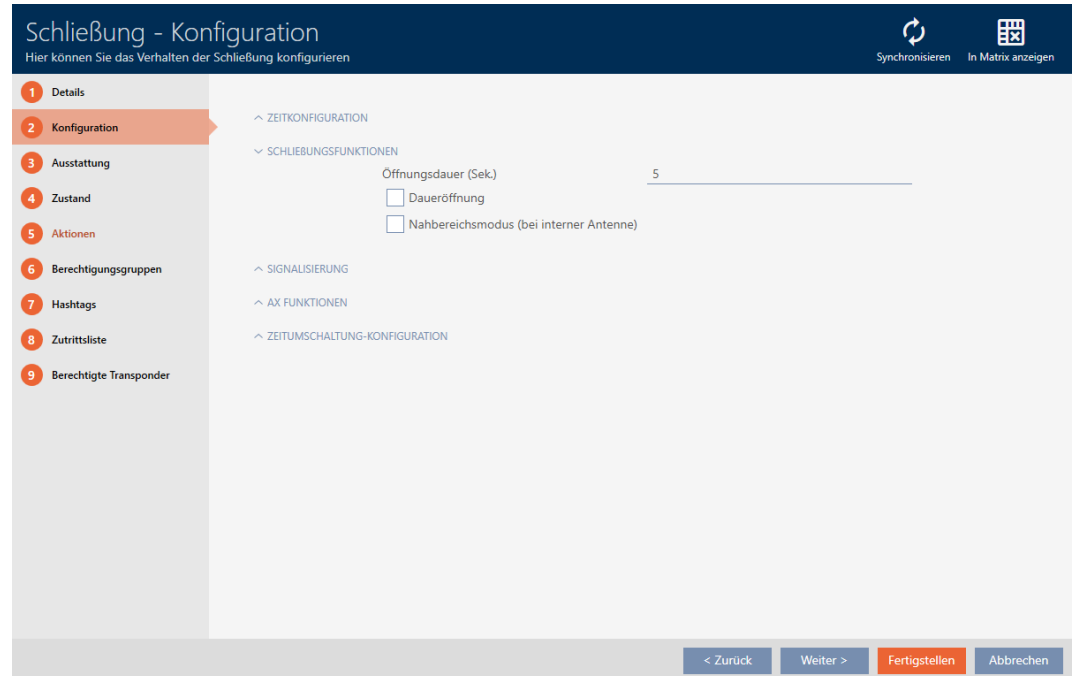 Schließung - Konfiguration
Hier können Sie das Verhalten der Schließung konfigurieren
Synchronisieren
In Matrix anzeigen
1 Details
2 Konfiguration
3 Ausstattung
4 Zustand
5 Aktionen
6 Berechtigungsgruppen
7 Hashtags
8 Zutrittsliste
9 Berechtigte Transponder
ZEITKONFIGURATION
SCHLIEßUNGSFUNKTIONEN
Öffnungsdauer (Sek.) 5
Daueröffnung
Nahbereichsmodus (bei interner Antenne)
SIGNALISIERUNG
AX FUNKTIONEN
ZEITUMSCHALTUNG-KONFIGURATION
< Zurück
Weiter >
Fertigstellen
Abbrechen